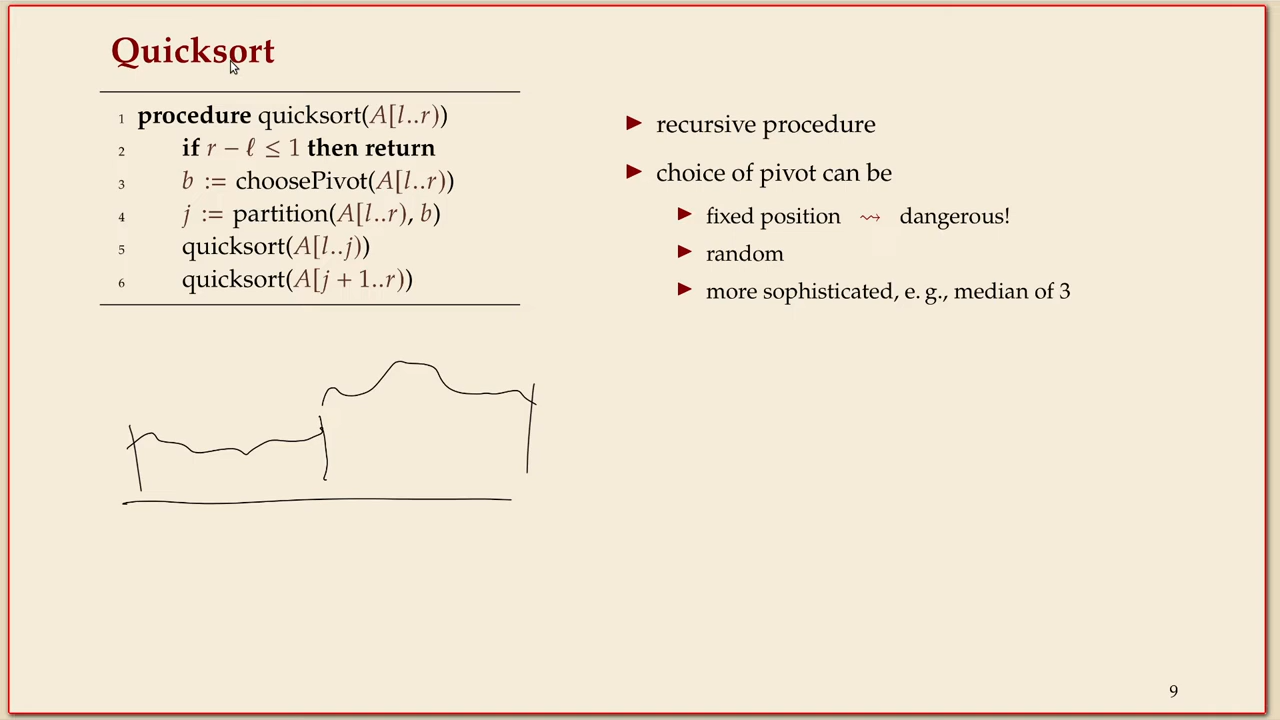 Quicksort
1 procedure quicksort(A[l..r))
2 if r − ℓ ≤ 1 then return
3 b := choosePivot(A[l..r))
4 j := partition(A[l..r), b)
5 quicksort(A[l..j))
6 quicksort(A[j + 1..r))
▶ recursive procedure
▶ choice of pivot can be
▶ fixed position ⇝ dangerous!
▶ random
▶ more sophisticated, e. g., median of 3
9